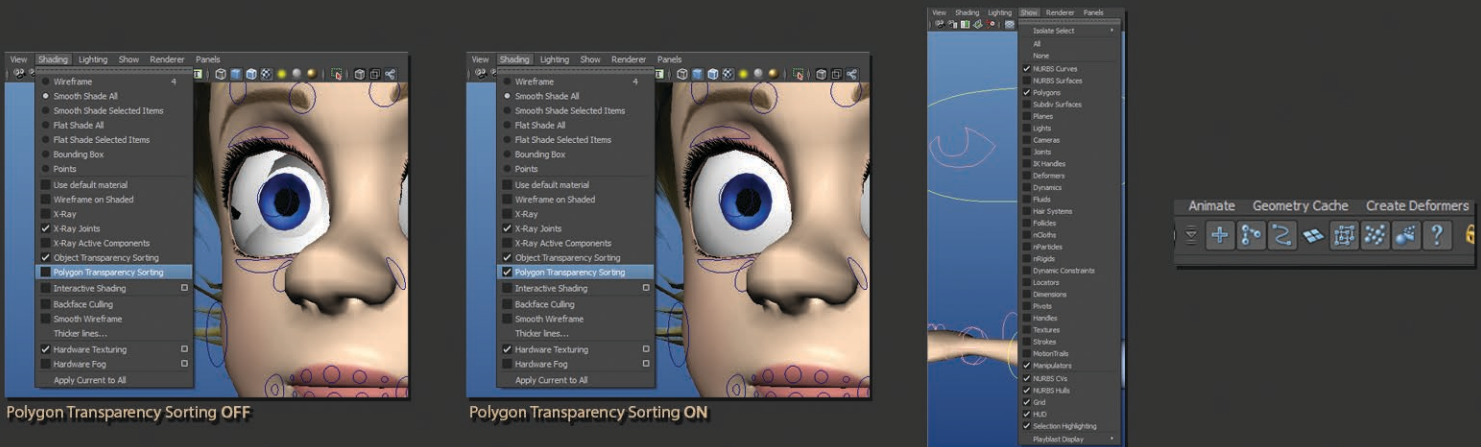 View Shading Lighting Show Renderer Panels
Wireframe 4
Smooth Shade All
Smooth Shade Selected Items
Flat Shade All
Flat Shade Selected Items
Bounding Box
Points
Use default material
Wireframe on Shaded
X-Ray
X-Ray Joints
X-Ray Active Components
Object Transparency Sorting
Polygon Transparency Sorting
Interactive Shading
Backface Culling
Smooth Wireframe
Thicker lines...
Hardware Texturing
Hardware Fog
Apply Current to All
Polygon Transparency Sorting OFF
View Shading Lighting Show Renderer Panels
Wireframe 4
Smooth Shade All
Smooth Shade Selected Items
Flat Shade All
Flat Shade Selected Items
Bounding Box
Points
Use default material
Wireframe on Shaded
X-Ray
X-Ray Joints
X-Ray Active Components
Object Transparency Sorting
Polygon Transparency Sorting
Interactive Shading
Backface Culling
Smooth Wireframe
Thicker lines...
Hardware Texturing
Hardware Fog
Apply Current to All
Polygon Transparency Sorting ON
View Shading Lighting Show Renderer Panels
Isolate Select
All
None
NURBS Curves
NURBS Surfaces
Polygons
Subdiv Surfaces
Planes
Lights
Cameras
Joints
IK Handles
Deformers
Dynamics
Fluids
Hair Systems
Follicles
nCloths
nParticles
nRigids
Dynamic Constraints
Locators
Dimensions
Pivots
Handles
Textures
Strokes
MotionTrails
Manipulators
NURBS CVs
NURBS Hulls
Grid
HUD
Selection Highlighting
Playblast Display
Animate Geometry Cache Create Deformers